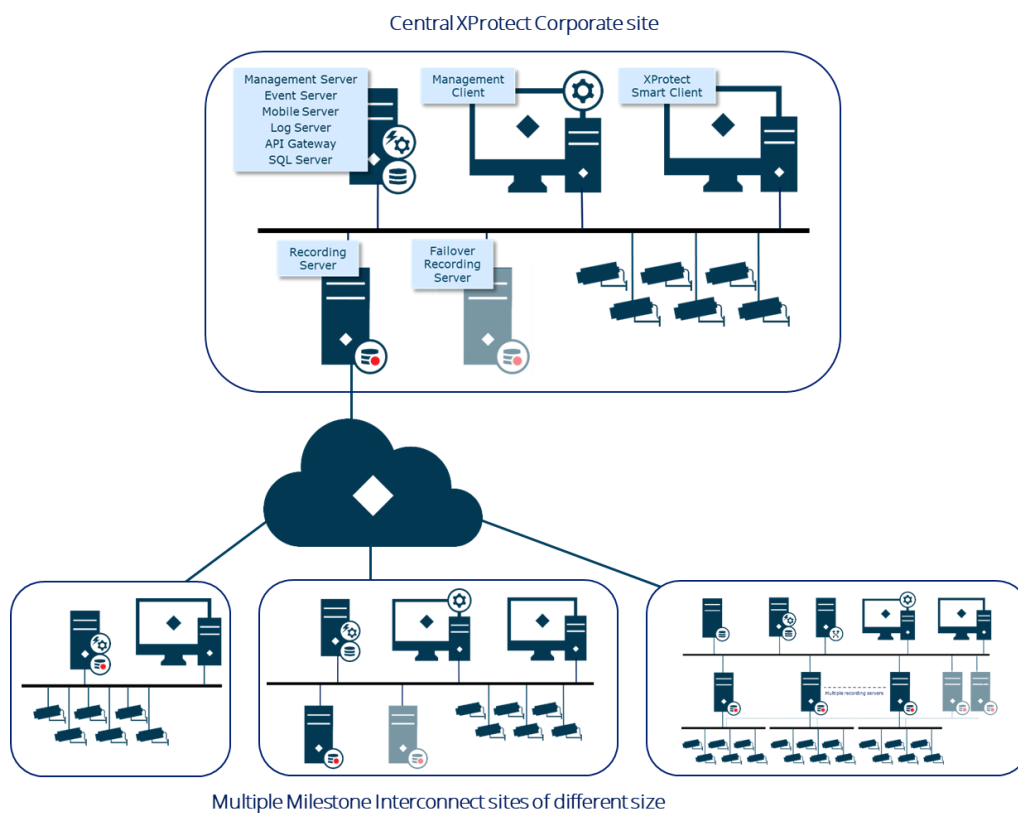 Central XProtect Corporate site
Management Server
Event Server
Mobile Server
Log Server
API Gateway
SQL Server
Management
Client
XProtect
Smart Client
Recording
Server
Failover
Recording
Server
Multiple recording servers
Multiple Milestone Interconnect sites of different size